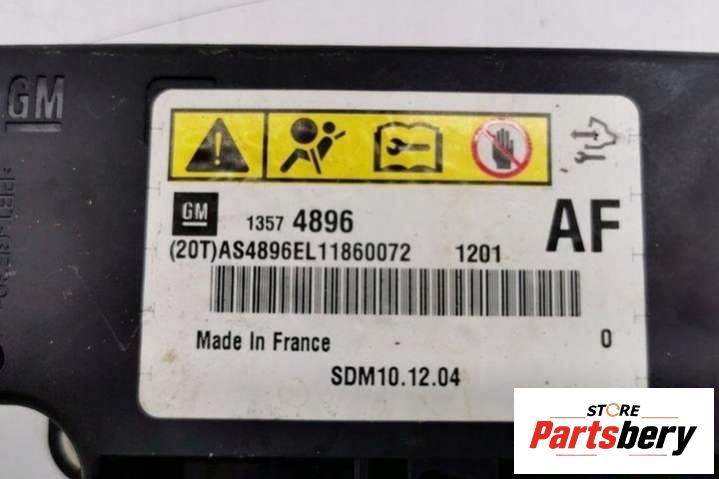 GM
GM
1357 4896
AF
(20T)AS4896EL11860072 1201
Made In France 0
SDM10.12.04
STORE
Partsbery